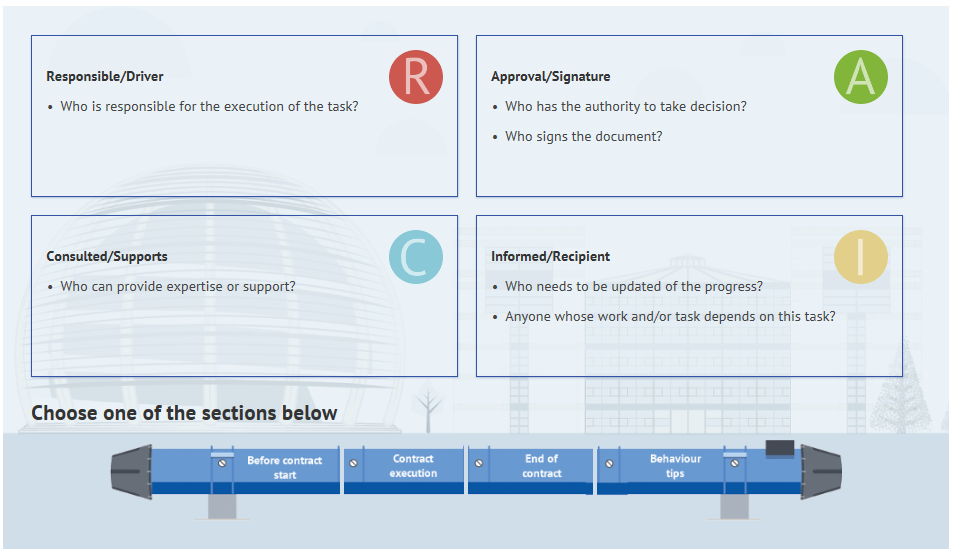 Responsible/Driver
R
• Who is responsible for the execution of the task?
Approval/Signature
A
• Who has the authority to take decision?
• Who signs the document?
Consulted/Supports
C
• Who can provide expertise or support?
Informed/Recipient
I
• Who needs to be updated of the progress?
• Anyone whose work and/or task depends on this task?
Choose one of the sections below
Before contract
start
Contract
execution
End of
contract
Behaviour
tips